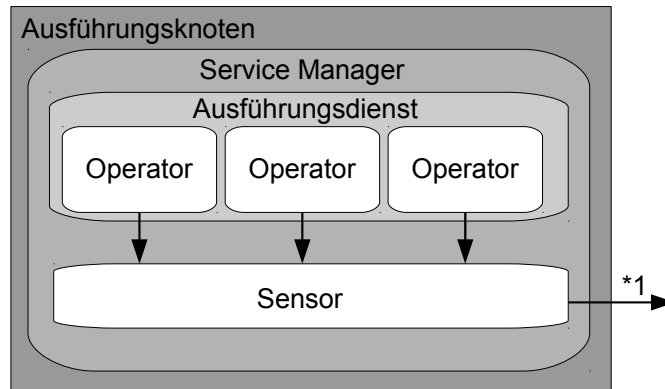 Ausführungsknoten
Service Manager
Ausführungsdienst
Operator Operator Operator
Sensor
*1